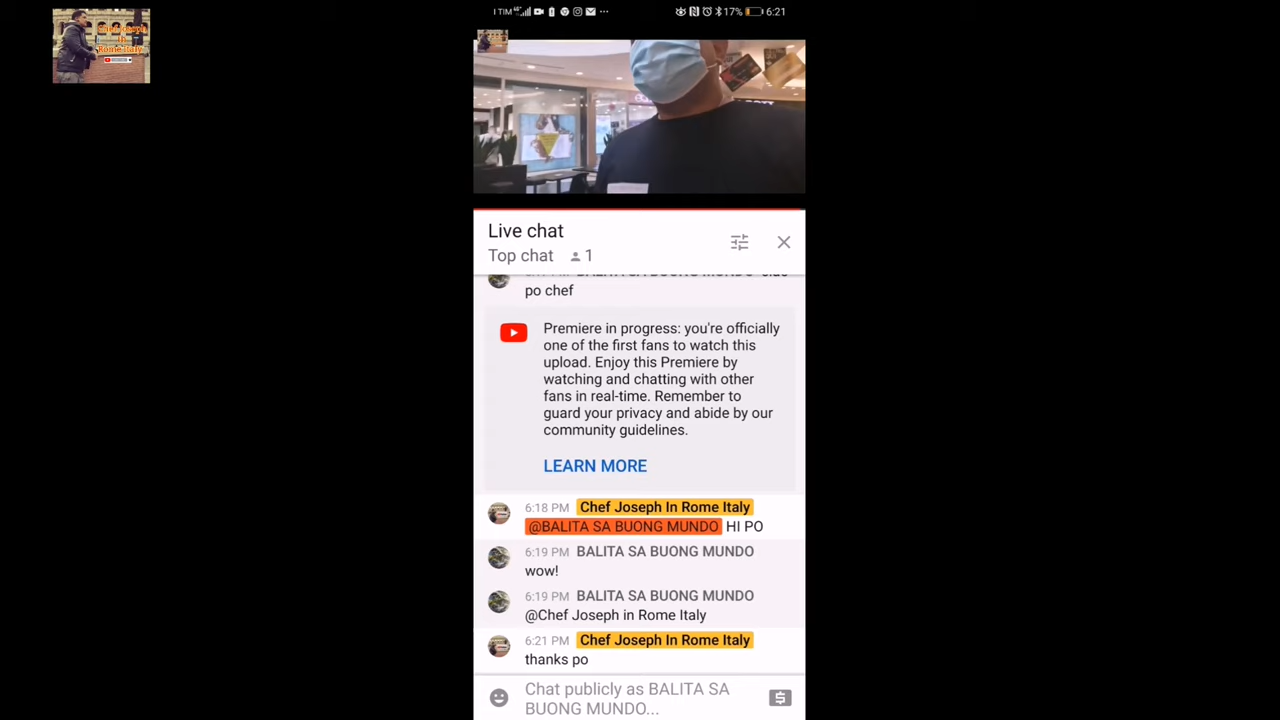 Chef Joseph
In
Rome Italy
I TIM
17%
6:21
Live chat
Top chat
1
po chef
Premiere in progress: you're officially
one of the first fans to watch this
upload. Enjoy this Premiere by
watching and chatting with other
fans in real-time. Remember to
guard your privacy and abide by our
community guidelines.
LEARN MORE
6:18 PM Chef Joseph In Rome Italy
@BALITA SA BUONG MUNDO HI PO
6:19 PM BALITA SA BUONG MUNDO
wow!
6:19 PM BALITA SA BUONG MUNDO
@Chef Joseph in Rome Italy
6:21 PM Chef Joseph In Rome Italy
thanks po
Chat publicly as BALITA SA
BUONG MUNDO...